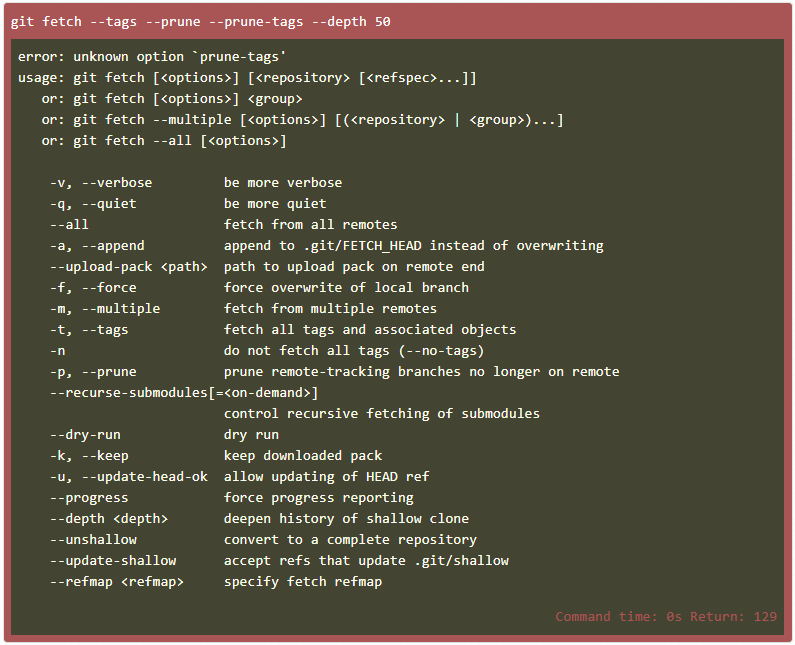 git fetch --tags --prune --prune-tags --depth 50
error: unknown option `prune-tags'
usage: git fetch [<options>] [<repository> [<refspec>...]]
   or: git fetch [<options>] <group>
   or: git fetch --multiple [<options>] [(<repository> | <group>)...]
   or: git fetch --all [<options>]

    -v, --verbose         be more verbose
    -q, --quiet           be more quiet
    --all                 fetch from all remotes
    -a, --append          append to .git/FETCH_HEAD instead of overwriting
    --upload-pack <path>  path to upload pack on remote end
    -f, --force           force overwrite of local branch
    -m, --multiple        fetch from multiple remotes
    -t, --tags            fetch all tags and associated objects
    -n                    do not fetch all tags (--no-tags)
    -p, --prune           prune remote-tracking branches no longer on remote
    --recurse-submodules[=<on-demand>]
                          control recursive fetching of submodules
    --dry-run             dry run
    -k, --keep            keep downloaded pack
    -u, --update-head-ok  allow updating of HEAD ref
    --progress            force progress reporting
    --depth <depth>       deepen history of shallow clone
    --unshallow           convert to a complete repository
    --update-shallow      accept refs that update .git/shallow
    --refmap <refmap>     specify fetch refmap

Command time: 0s Return: 129